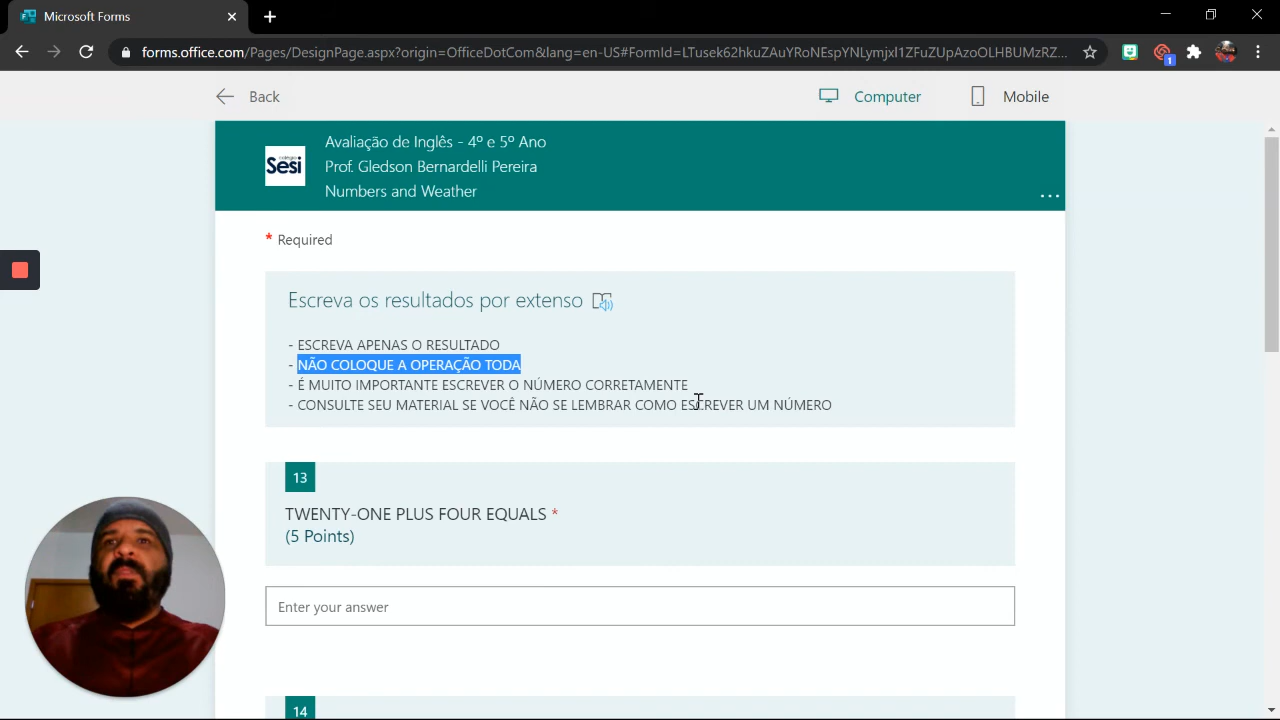 Microsoft Forms
forms.office.com/Pages/DesignPage.aspx?origin=OfficeDotCom&lang=en-US#FormId=LTusek62hkuZAuYRoNEspYNLymjxl1ZFuZUpAzoOLHBUMzRZ...
1
Back
Computer
Mobile
colégio
Sesi
Avaliação de Inglês - 4º e 5º Ano
Prof. Gledson Bernardelli Pereira
Numbers and Weather
...
* Required
Escreva os resultados por extenso
- ESCREVA APENAS O RESULTADO
- NÃO COLOQUE A OPERAÇÃO TODA
- É MUITO IMPORTANTE ESCREVER O NÚMERO CORRETAMENTE
- CONSULTE SEU MATERIAL SE VOCÊ NÃO SE LEMBRAR COMO ESCREVER UM NÚMERO
13
TWENTY-ONE PLUS FOUR EQUALS *
(5 Points)
Enter your answer
14